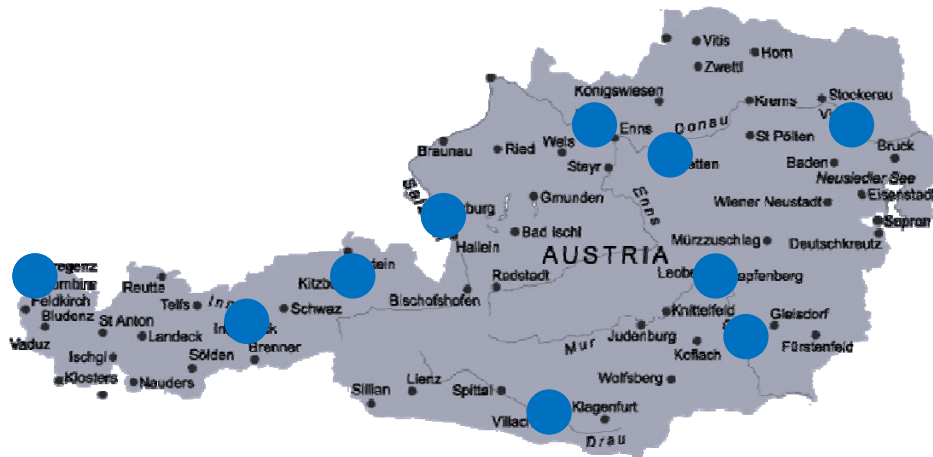 Vitis
Horn
Zwettl
Königswiesen
Krems
Stockerau
Donau
Enns
St Pölten
Braunau
Ried
Wels
Bruck
Steyr
Baden
Neusiedler See
Enns
Eisenstadt
Gmunden
Wiener Neustadt
Sopron
Bad Ischl
Hallein
Mürzzuschlag
Deutschkreutz
AUSTRIA
Radstadt
Bischofshofen
Reutte
Feldkirch
Telfs
Inn
Schwaz
Bludenz
St Anton
Landeck
Knittelfeld
Gleisdorf
Judenburg
Mur
Vaduz
Köflach
Fürstenfeld
Ischgl
Sölden
Brenner
Klosters
Nauders
Wolfsberg
Sillian
Lienz
Spittal
Klagenfurt
Drau